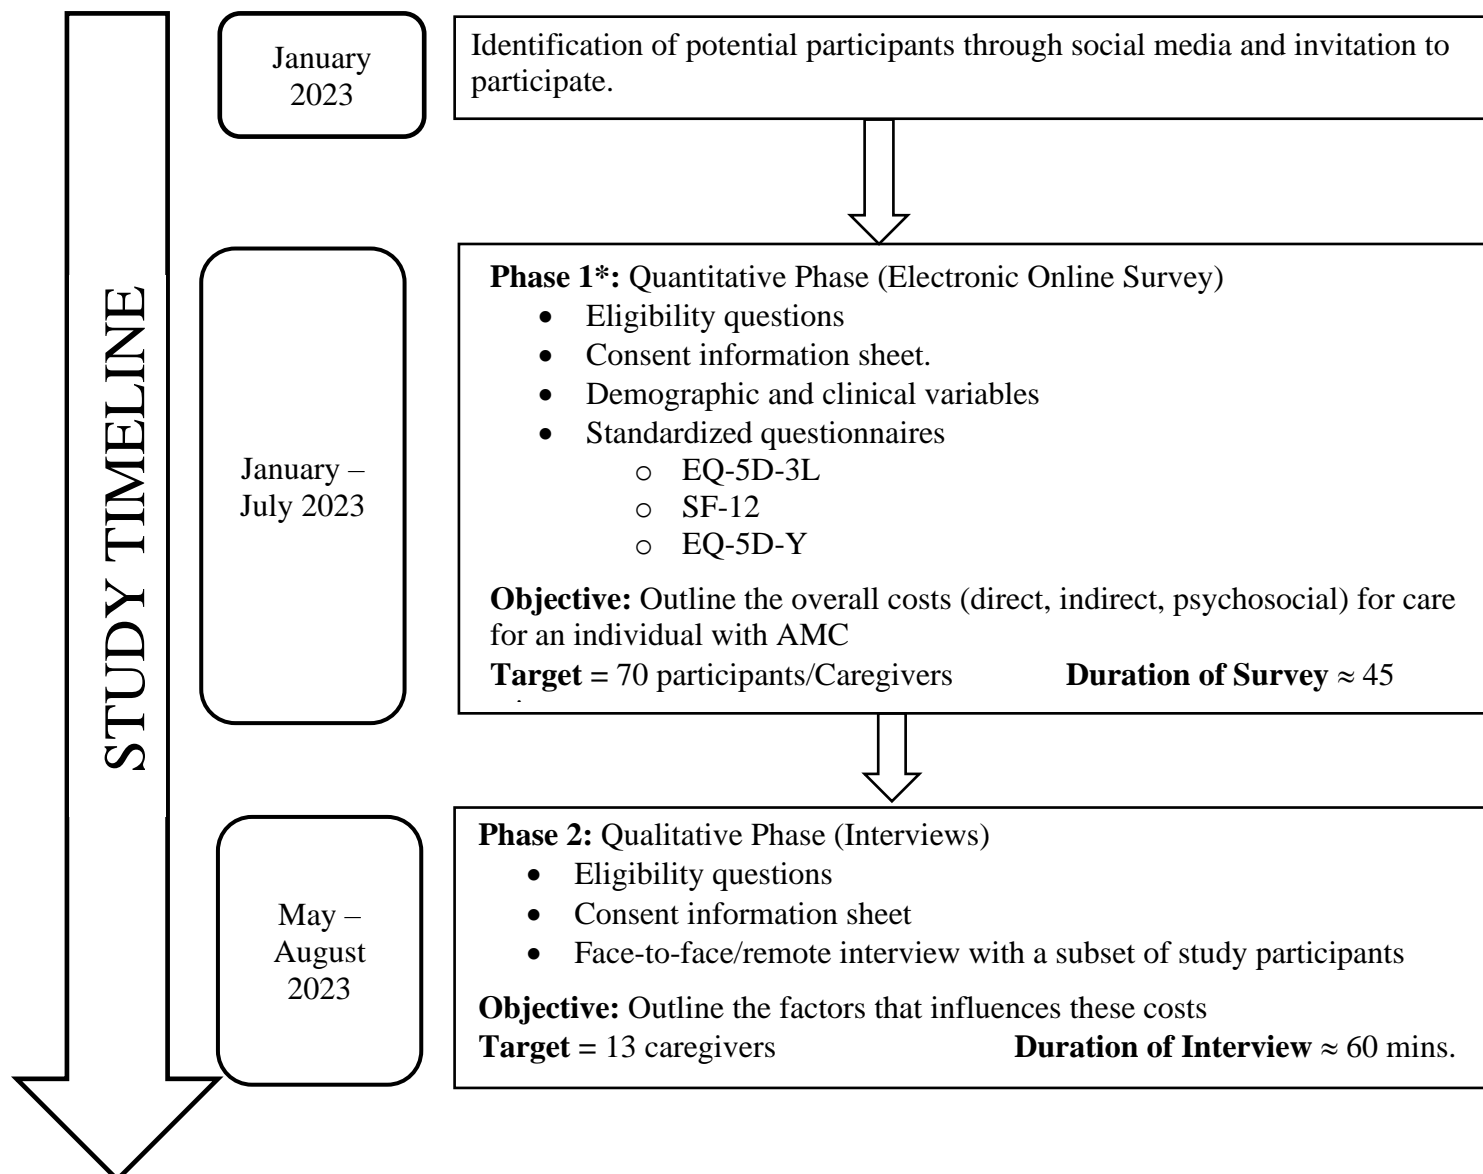 STUDY TIMELINE
January
2023
Identification of potential participants through social media and invitation to
participate.
January –
July 2023
Phase 1*: Quantitative Phase (Electronic Online Survey)
• Eligibility questions
• Consent information sheet.
• Demographic and clinical variables
• Standardized questionnaires
o EQ-5D-3L
o SF-12
o EQ-5D-Y
Objective: Outline the overall costs (direct, indirect, psychosocial) for care
for an individual with AMC
Target = 70 participants/Caregivers Duration of Survey ≈ 45
May –
August
2023
Phase 2: Qualitative Phase (Interviews)
• Eligibility questions
• Consent information sheet
• Face-to-face/remote interview with a subset of study participants
Objective: Outline the factors that influences these costs
Target = 13 caregivers Duration of Interview ≈ 60 mins.